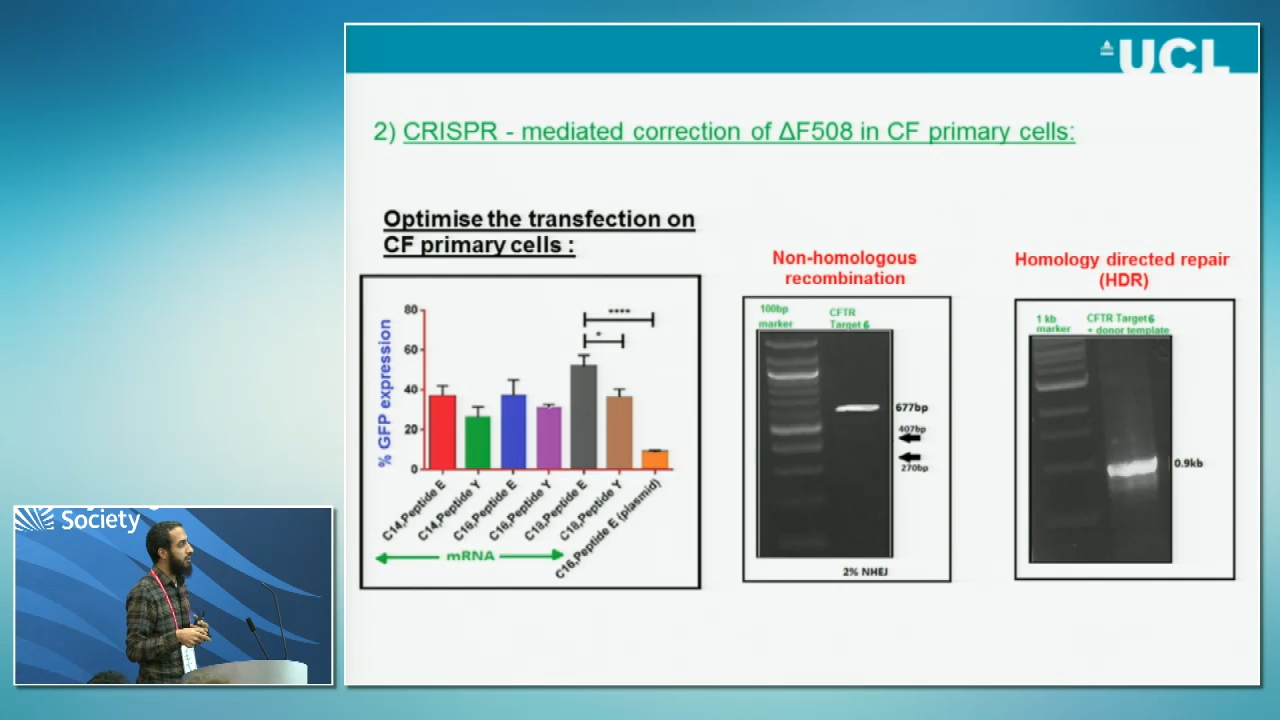 UCL
2) CRISPR - mediated correction of ΔF508 in CF primary cells:
Optimise the transfection on
CF primary cells :
% GFP expression
80
60
40
20
0
****
*
C14,Peptide E
C14,Peptide Y
C16,Peptide E
C16,Peptide Y
C18,Peptide E
C18,Peptide Y
C16,Peptide E (plasmid)
mRNA
Non-homologous
recombination
100bp
marker
CFTR
Target 6
677bp
407bp
270bp
2% NHEJ
Homology directed repair
(HDR)
1 kb
marker
CFTR Target6
+ donor template
0.9kb
Society